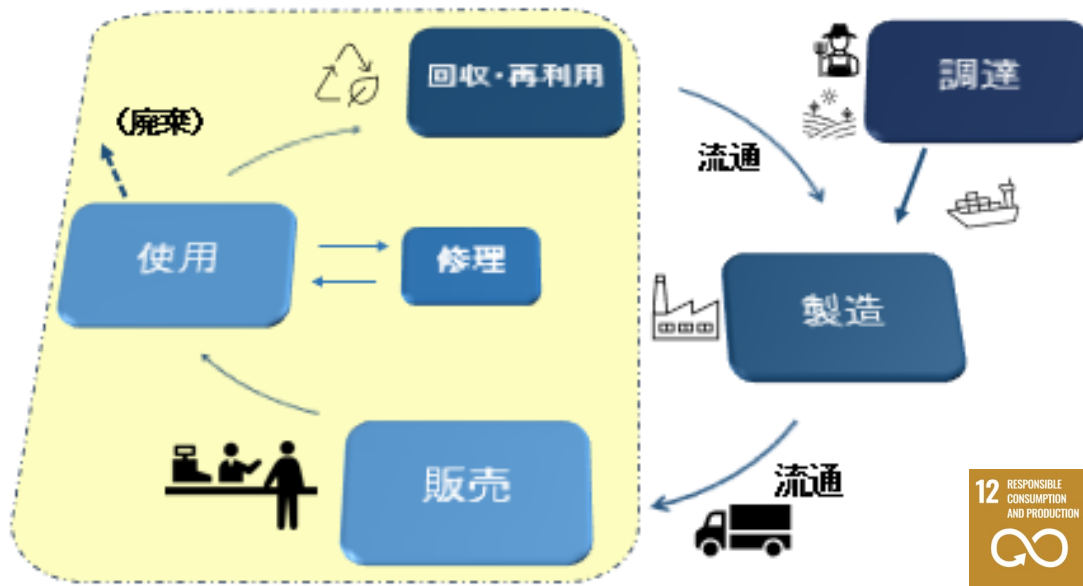 回収・再利用
調達
(廃棄)
流通
使用
修理
製造
販売
流通
12 RESPONSIBLE
CONSUMPTION
AND PRODUCTION